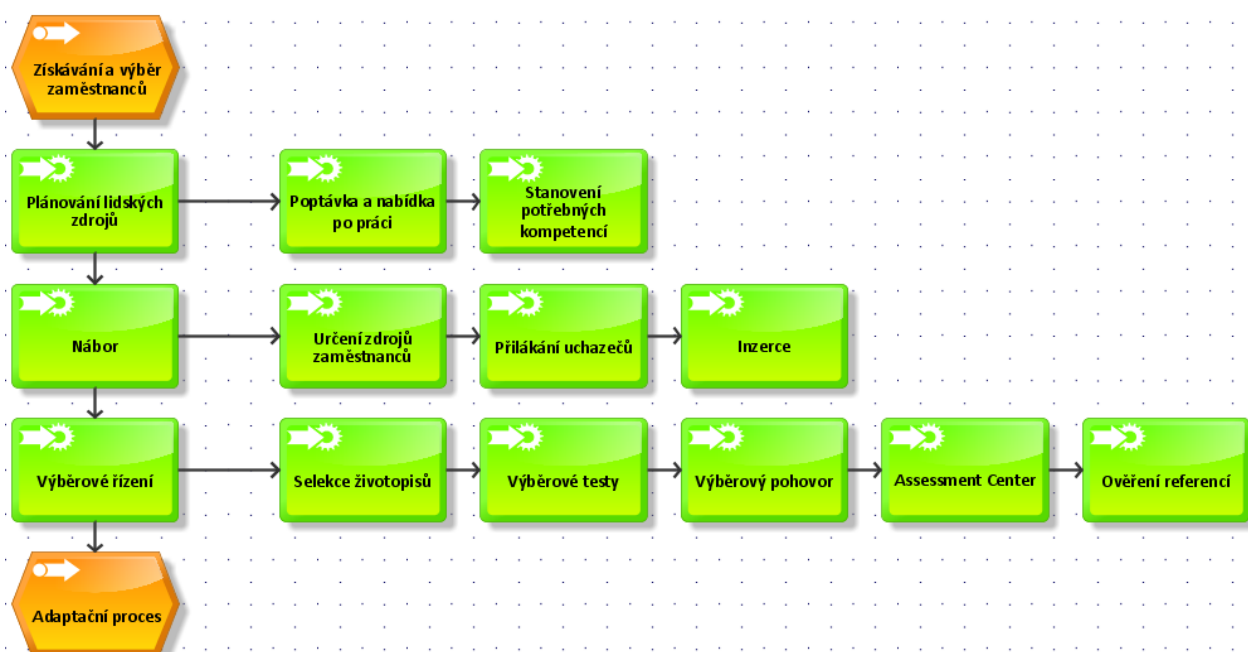 Získávání a výběr
zaměstnanců
Plánování lidských
zdrojů
Poptávka a nabídka
po práci
Stanovení
potřebných
kompetencí
Nábor
Určení zdrojů
zaměstnanců
Přilákání uchazečů
Inzerce
Výběrové řízení
Selekce životopisů
Výběrové testy
Výběrový pohovor
Assessment Center
Ověření referencí
Adaptační proces